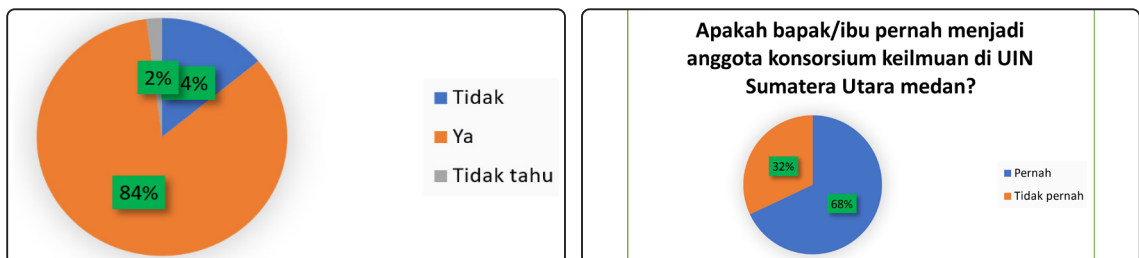 2%
4%
84%
Tidak
Ya
Tidak tahu
Apakah bapak/ibu pernah menjadi
anggota konsorsium keilmuan di UIN
Sumatera Utara medan?
32%
68%
Pernah
Tidak pernah